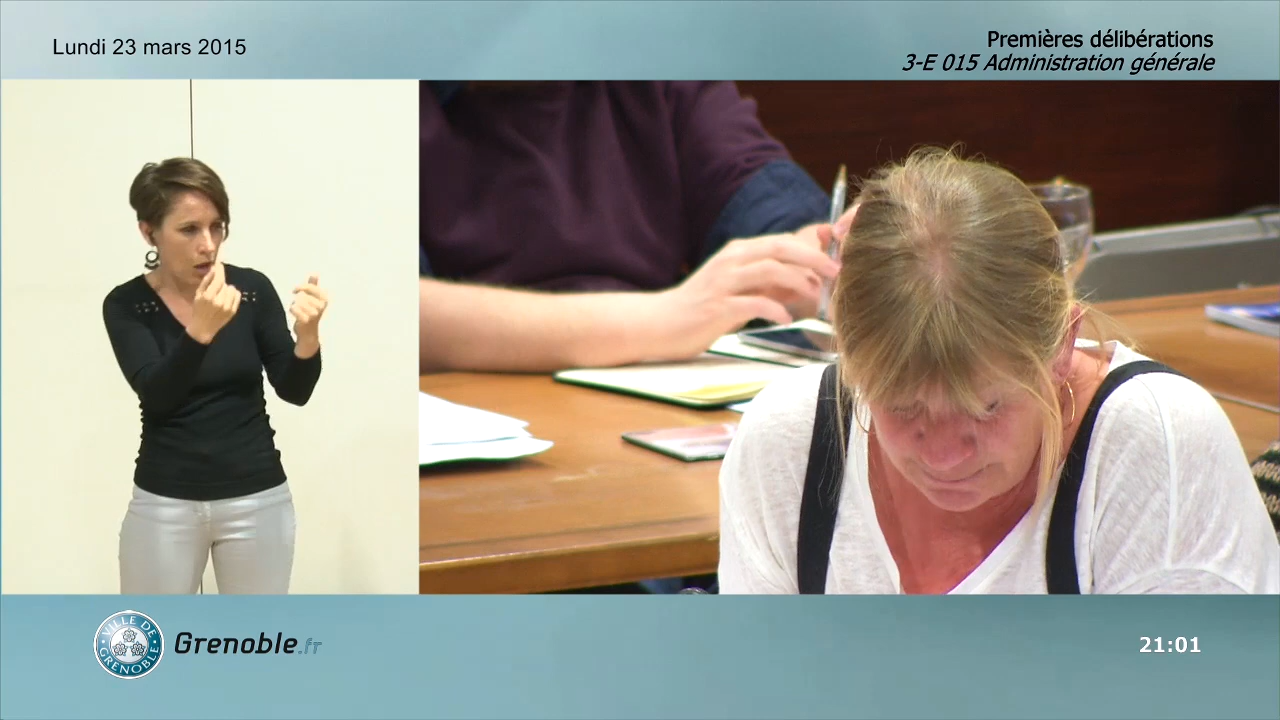 Lundi 23 mars 2015
Premières délibérations
3-E 015 Administration générale
VILLE DE
GRENOBLE
Grenoble.fr
21:01